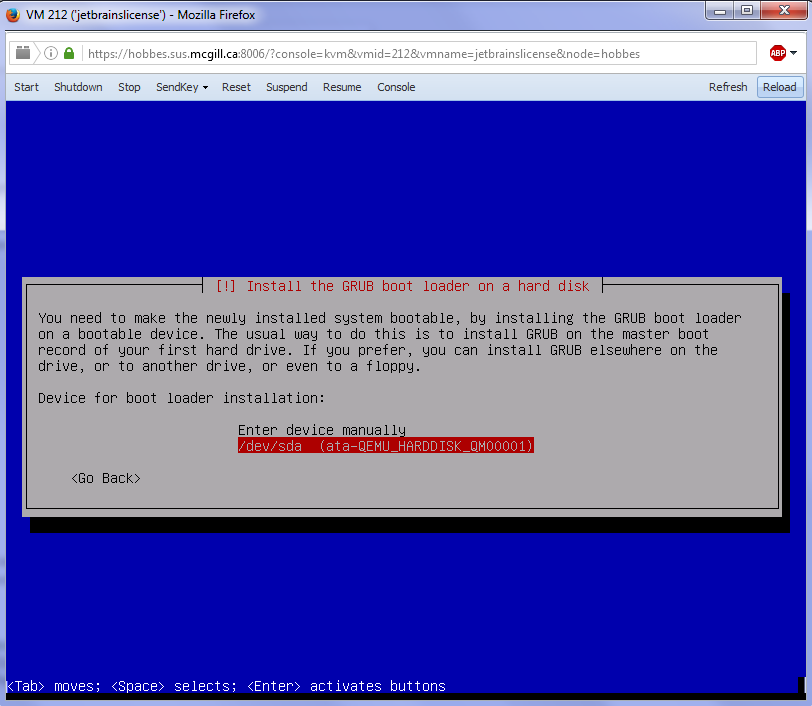 VM 212 ('jetbrainslicense') - Mozilla Firefox
https://hobbes.sus.mcgill.ca:8006/?console=kvm&vmid=212&vmname=jetbrainslicense&node=hobbes
ABP
Start Shutdown Stop SendKey Reset Suspend Resume Console Refresh Reload
[!] Install the GRUB boot loader on a hard disk
You need to make the newly installed system bootable, by installing the GRUB boot loader
on a bootable device. The usual way to do this is to install GRUB on the master boot
record of your first hard drive. If you prefer, you can install GRUB elsewhere on the
drive, or to another drive, or even to a floppy.
Device for boot loader installation:
Enter device manually
/dev/sda (ata-QEMU_HARDDISK_QM00001)
<Go Back>
<Tab> moves; <Space> selects; <Enter> activates buttons